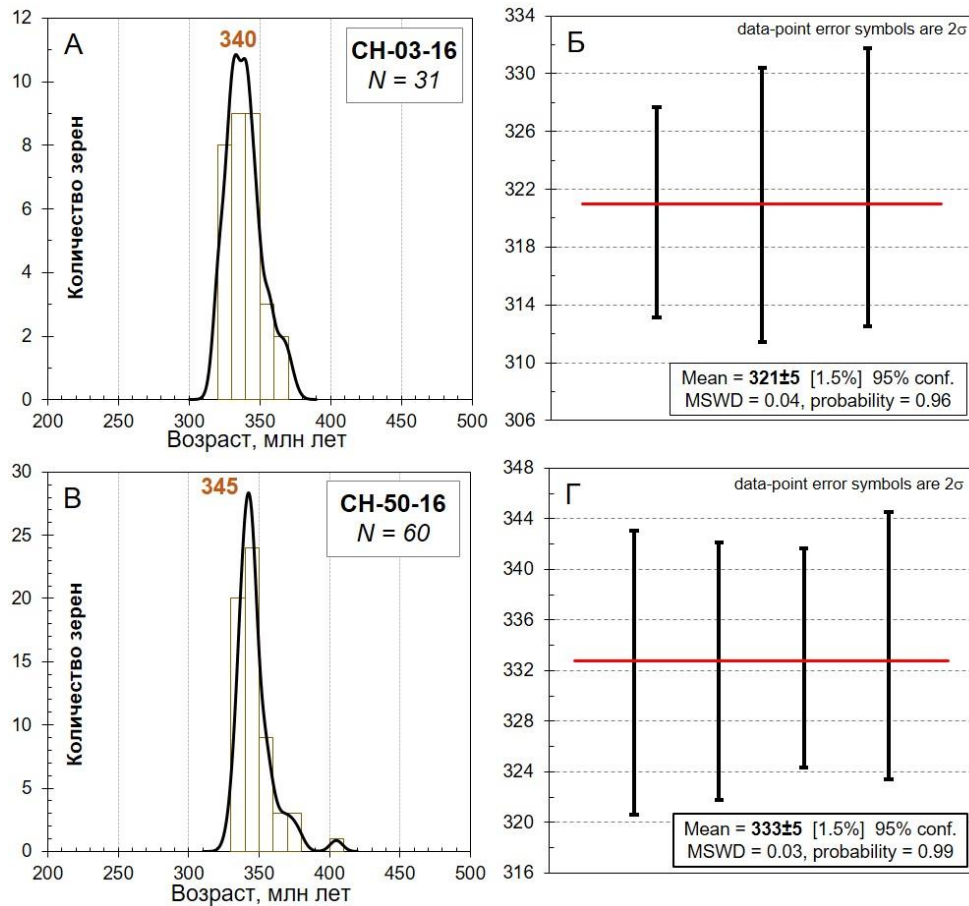 А
340
CH-03-16
N = 31
Количество зерен
12
10
8
6
4
2
0
200
250
300
350
400
450
500
Возраст, млн лет
Б
data-point error symbols are 2σ
334
330
326
322
318
314
310
306
Mean = 321±5 [1.5%] 95% conf.
MSWD = 0.04, probability = 0.96
В
345
CH-50-16
N = 60
Количество зерен
30
25
20
15
10
5
0
200
250
300
350
400
450
500
Возраст, млн лет
Г
data-point error symbols are 2σ
348
344
340
336
332
328
324
320
316
Mean = 333±5 [1.5%] 95% conf.
MSWD = 0.03, probability = 0.99